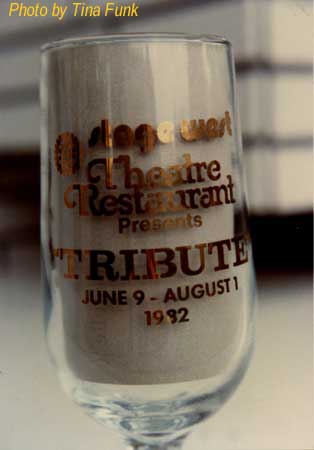 Photo by Tina Funk
stage west
Theatre
Restaurant
Presents
TRIBUTE
JUNE 9 - AUGUST 1
1982